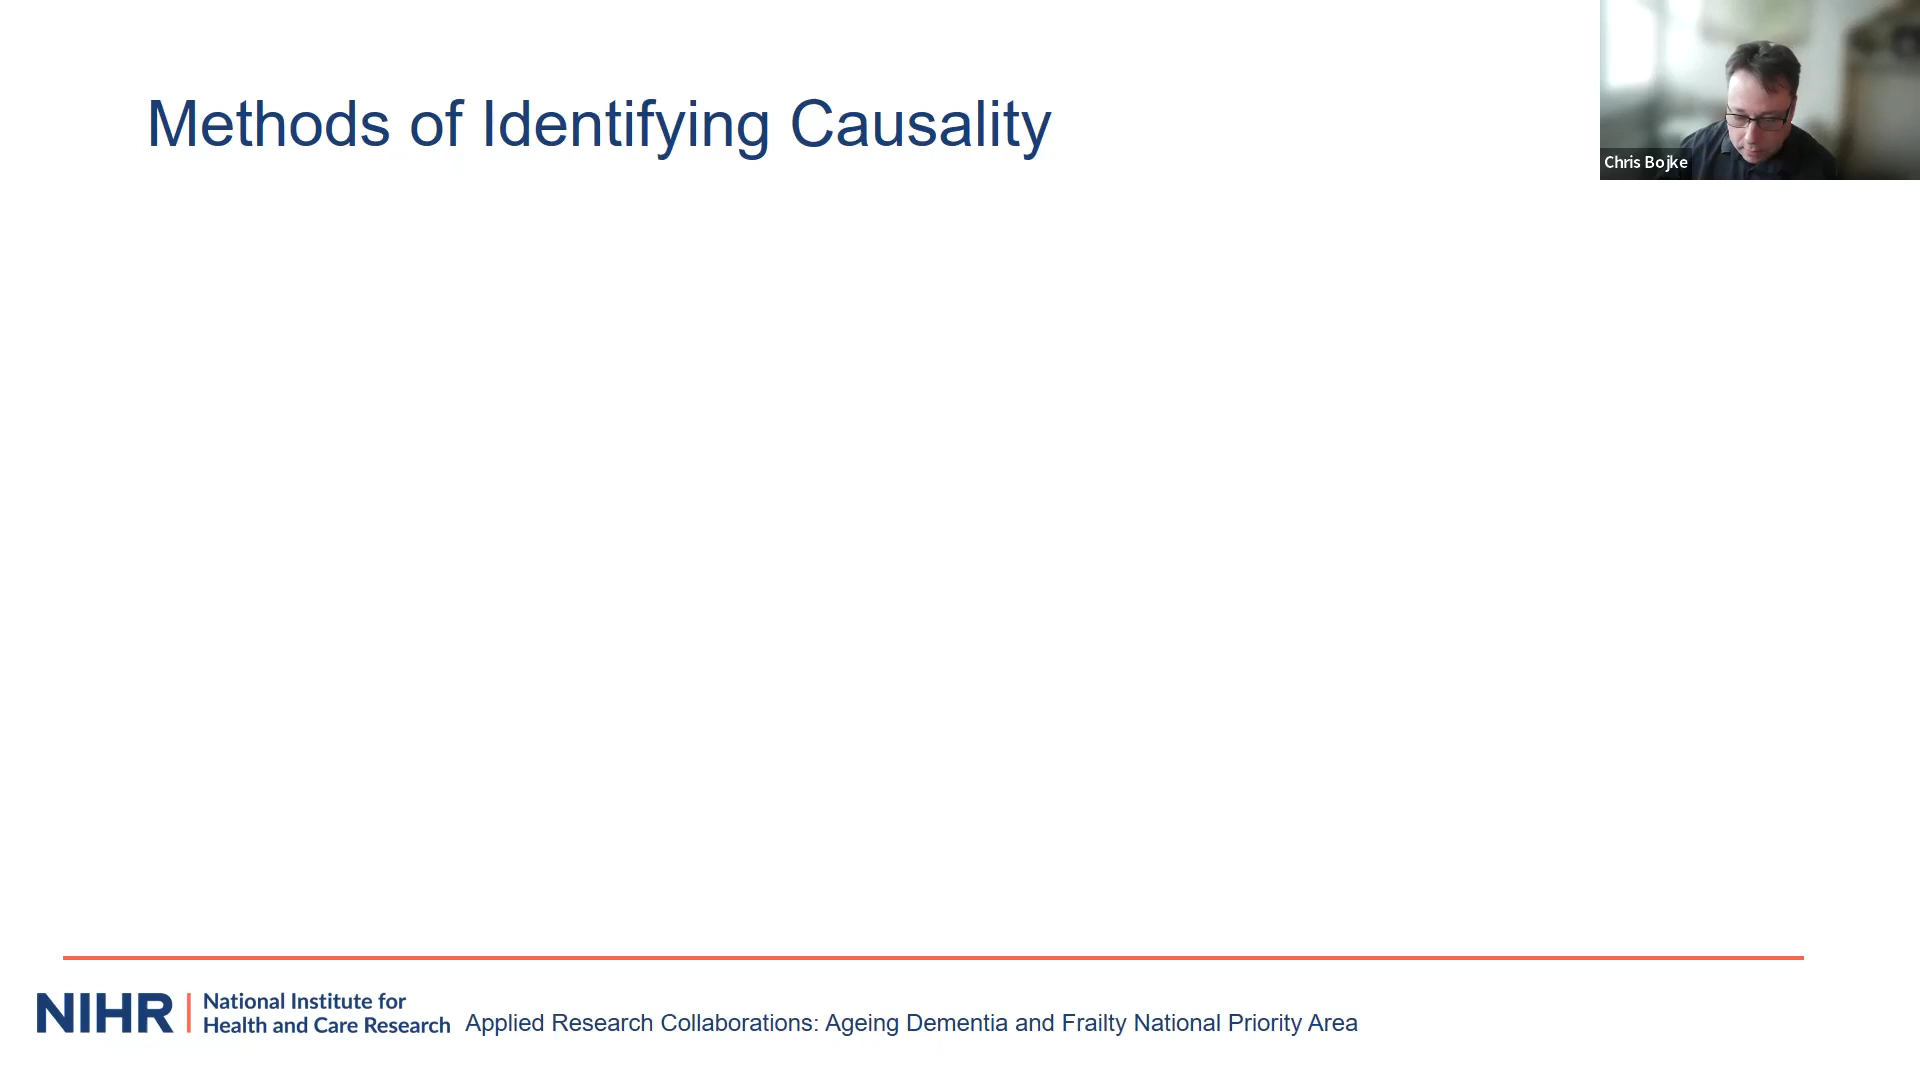 Methods of Identifying Causality
Chris Bojke
NIHR
National Institute for
Health and Care Research
Applied Research Collaborations: Ageing Dementia and Frailty National Priority Area